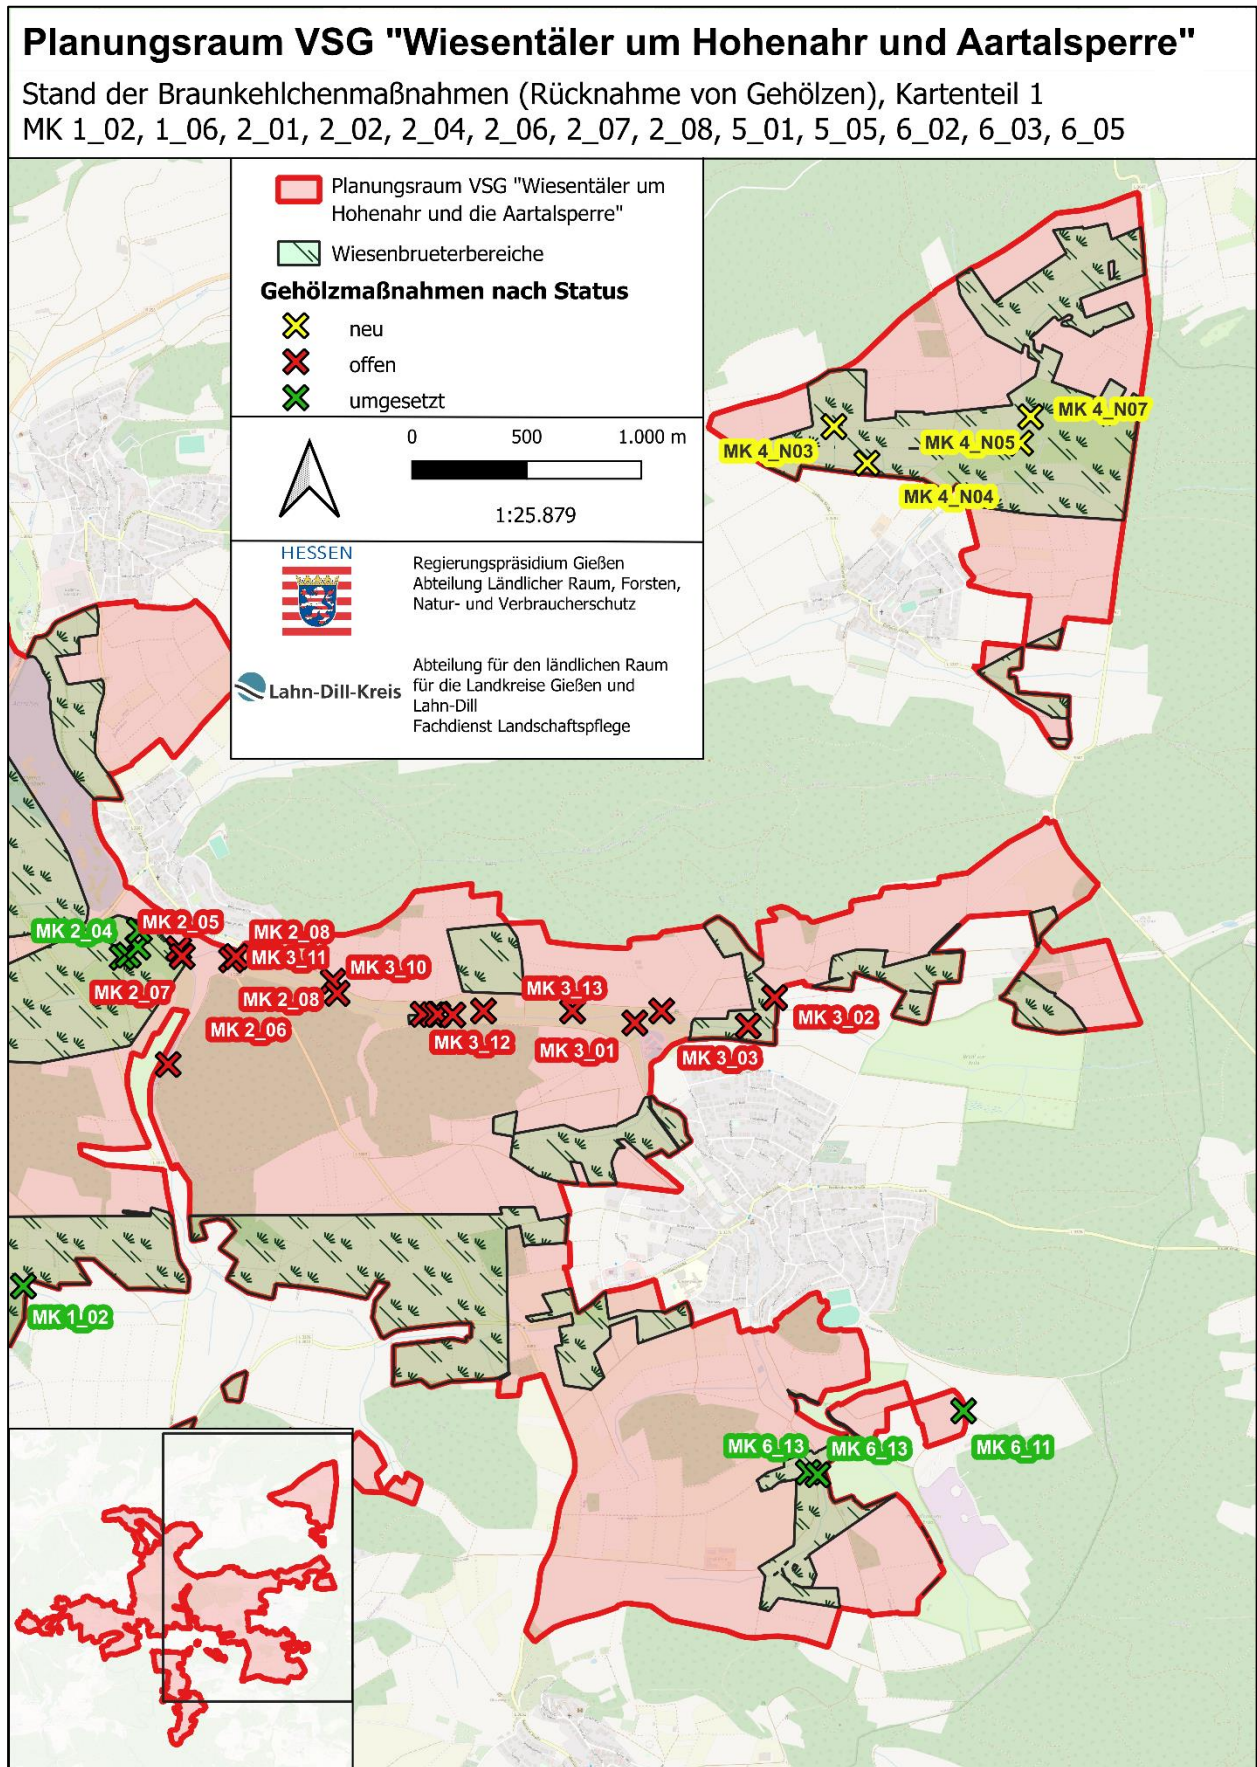 Planungsraum VSG "Wiesentäler um Hohenahr und Aartalsperre"
Stand der Braunkehlchenmaßnahmen (Rücknahme von Gehölzen), Kartenteil 1
MK 1_02, 1_06, 2_01, 2_02, 2_04, 2_06, 2_07, 2_08, 5_01, 5_05, 6_02, 6_03, 6_05
Planungsraum VSG "Wiesentäler um
Hohenahr und die Aartalsperre"
Wiesenbrueterbereiche
Gehölzmaßnahmen nach Status
neu
offen
umgesetzt
0 500 1.000 m
1:25.879
HESSEN
Regierungspräsidium Gießen
Abteilung Ländlicher Raum, Forsten,
Natur- und Verbraucherschutz
Lahn-Dill-Kreis
Abteilung für den ländlichen Raum
für die Landkreise Gießen und
Lahn-Dill
Fachdienst Landschaftspflege
MK 4_N07
MK 4_N03
MK 4_N05
MK 4_N04
MK 2_04
MK 2_05
MK 2_08
MK 3_11
MK 3_10
MK 2_07
MK 2_08
MK 3_13
MK 2_06
MK 3_12
MK 3_01
MK 3_03
MK 3_02
MK 1_02
MK 6_13
MK 6_13
MK 6_11